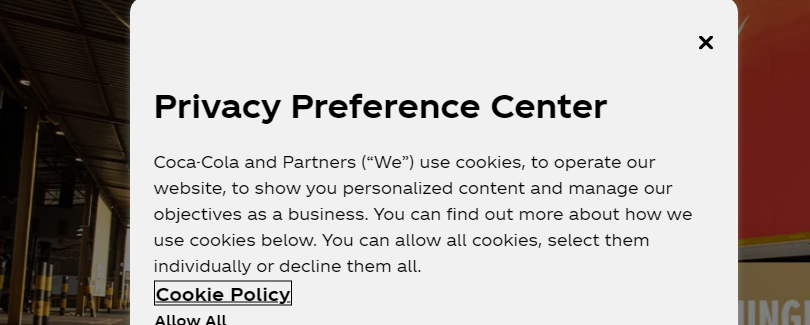 Privacy Preference Center
Coca‑Cola and Partners (“We”) use cookies, to operate our
website, to show you personalized content and manage our
objectives as a business. You can find out more about how we
use cookies below. You can allow all cookies, select them
individually or decline them all.
Cookie Policy
Allow All